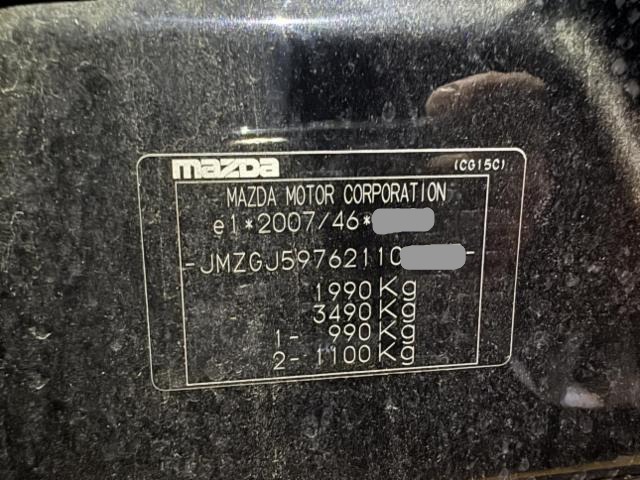 mazda (CG15C)
MAZDA MOTOR CORPORATION
e1*2007/46*
-JMZGJ59762110 -
1990 Kg
3490 Kg
1- 990 Kg
2- 1100 Kg